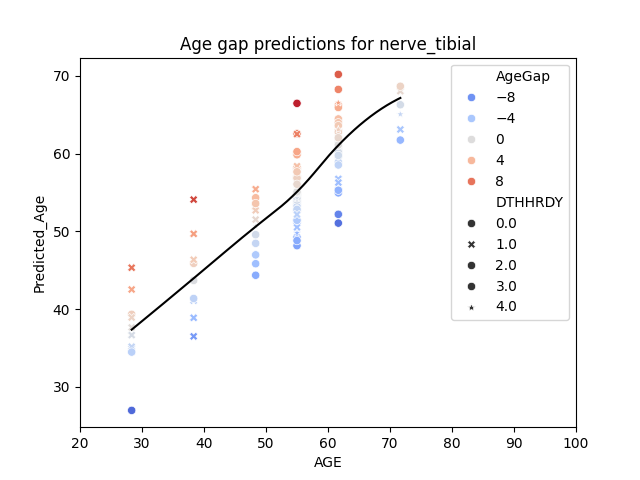 Age gap predictions for nerve_tibial
Predicted_Age
70
60
50
40
30
20 30 40 50 60 70 80 90 100
AGE
AgeGap
−8
−4
0
4
8
DTHHRDY
0.0
1.0
2.0
3.0
4.0